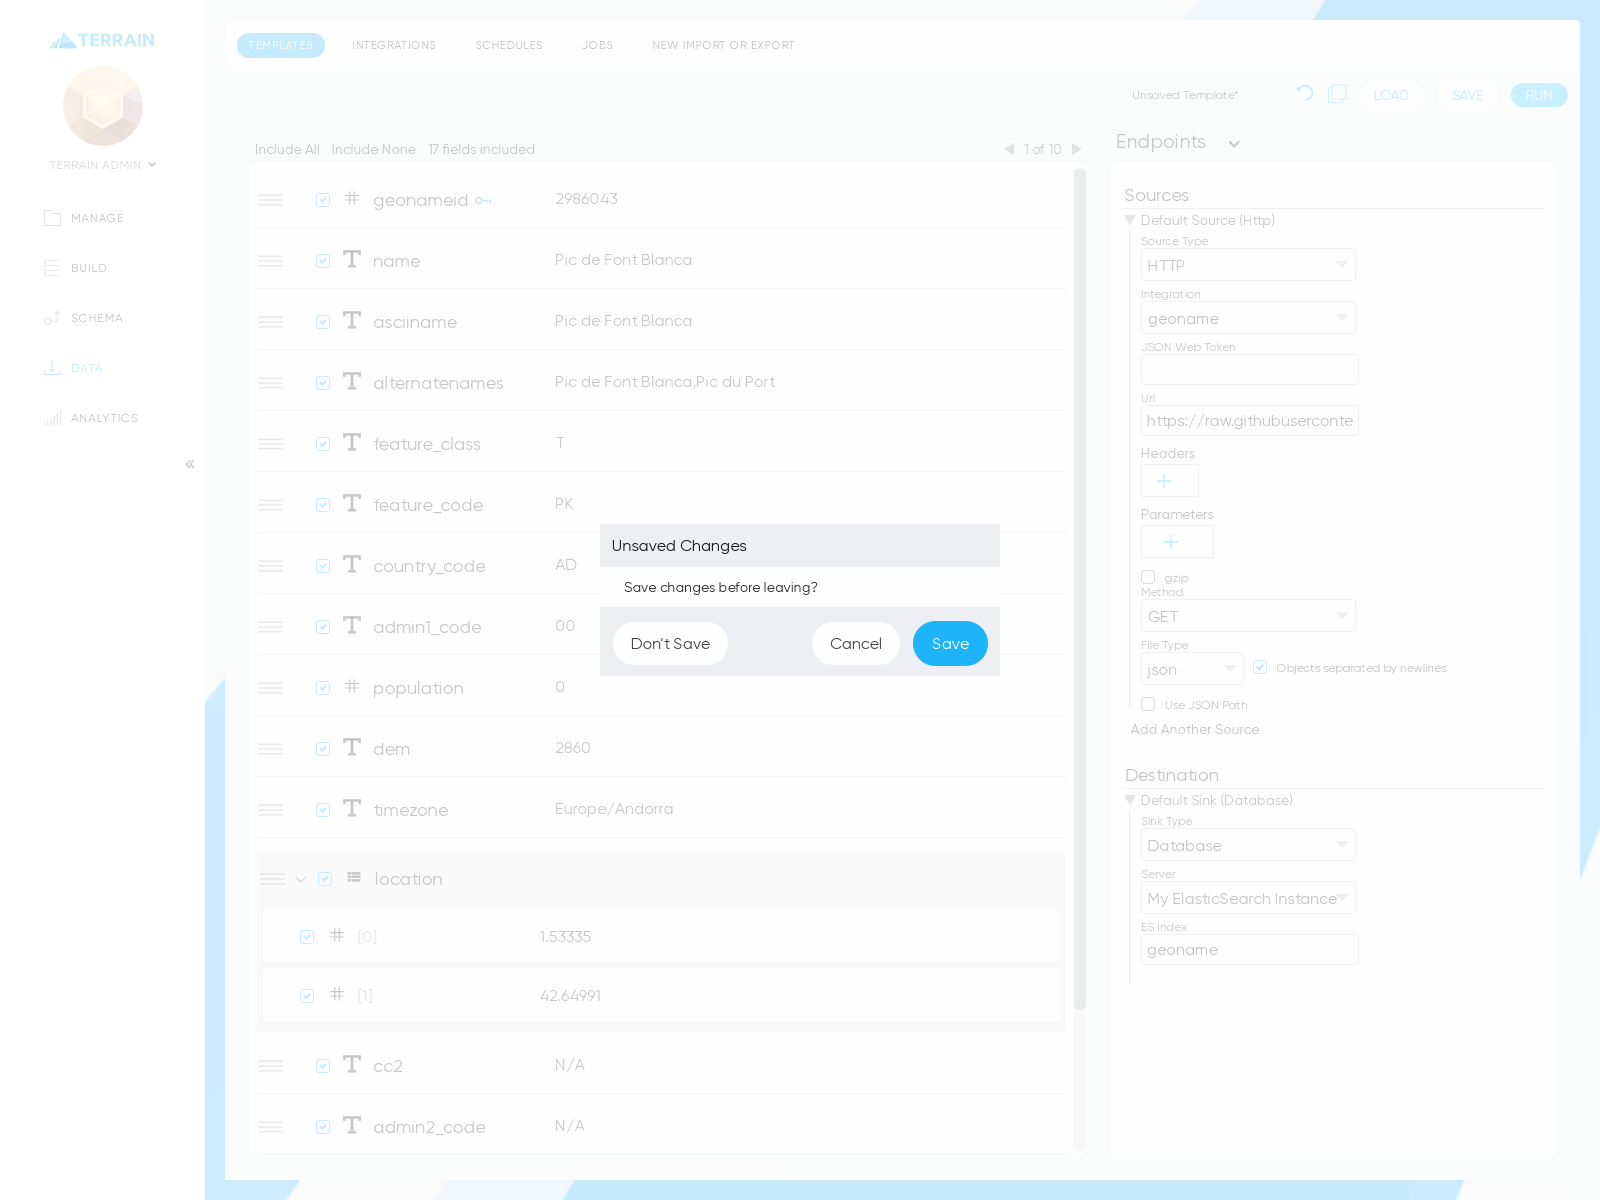 TERRAIN
TERRAIN ADMIN
MANAGE
BUILD
SCHEMA
DATA
ANALYTICS
TEMPLATES INTEGRATIONS SCHEDULES JOBS NEW IMPORT OR EXPORT
Unsaved Template* LOAD SAVE RUN
Include All Include None 17 fields included 1 of 10
geonameid 2986043
name Pic de Font Blanca
asciiname Pic de Font Blanca
alternatenames Pic de Font Blanca,Pic du Port
feature_class T
feature_code PK
country_code AD
admin1_code 00
population 0
dem 2860
timezone Europe/Andorra
location
[0] 1.53335
[1] 42.64991
cc2 N/A
admin2_code N/A
Unsaved Changes
Save changes before leaving?
Don't Save Cancel Save
Endpoints
Sources
Default Source (Http)
Source Type
HTTP
Integration
geoname
JSON Web Token
Url
https://raw.githubuserconte
Headers
+
Parameters
+
gzip
Method
GET
File Type
json Objects separated by newlines
Use JSON Path
Add Another Source
Destination
Default Sink (Database)
Sink Type
Database
Server
My ElasticSearch Instance
ES Index
geoname